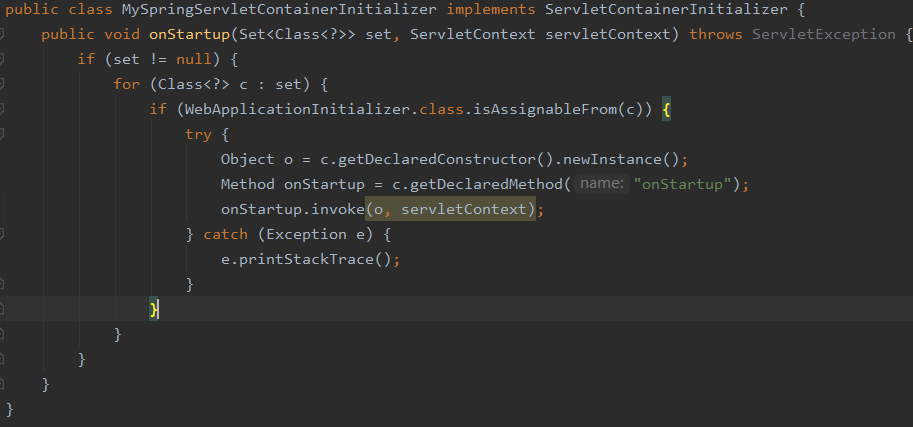 public class MySpringServletContainerInitializer implements ServletContainerInitializer {
    public void onStartup(Set<Class<?>> set, ServletContext servletContext) throws ServletException {
        if (set != null) {
            for (Class<?> c : set) {
                if (WebApplicationInitializer.class.isAssignableFrom(c)) {
                    try {
                        Object o = c.getDeclaredConstructor().newInstance();
                        Method onStartup = c.getDeclaredMethod( name: "onStartup");
                        onStartup.invoke(o, servletContext);
                    } catch (Exception e) {
                        e.printStackTrace();
                    }
                }
            }
        }
    }
}